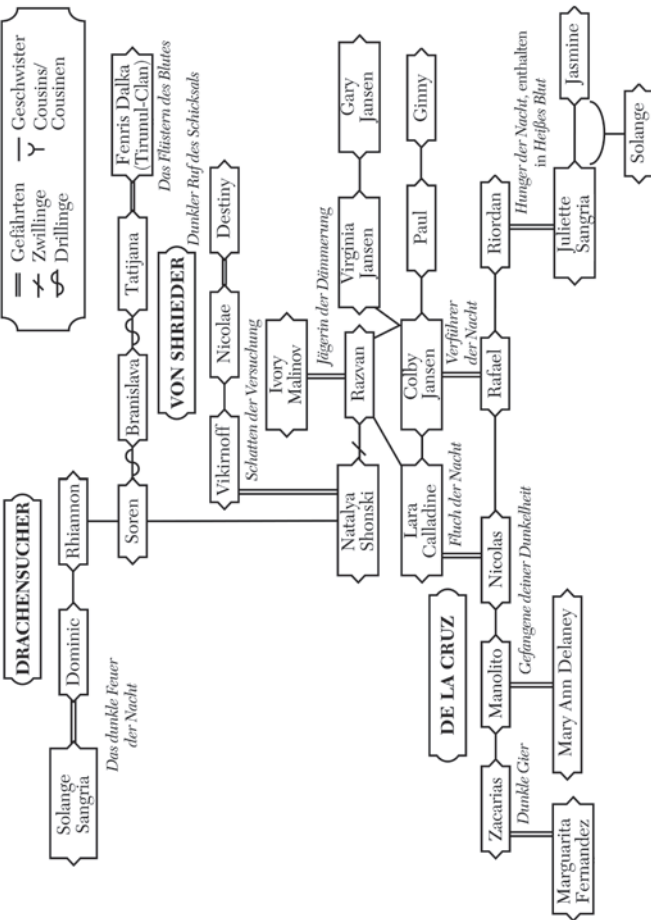 Gefährten
Zwillinge
Drillinge
Geschwister
Cousins/
Cousinen
DRACHENSUCHER
Solange
Sangria
Dominic
Rhiannon
Das dunkle Feuer
der Nacht
Soren
Branislava
Tatijana
Fenris Dalka
(Tirunul-Clan)
Das Flüstern des Blutes
VON SHRIEDER
Vikirnoff
Nicolae
Destiny
Dunkler Ruf des Schicksals
Schatten der Versuchung
Ivory
Malinov
Jägerin der Dämmerung
Natalya
Shonski
Razvan
Virginia
Jansen
Gary
Jansen
Lara
Calladine
Colby
Jansen
Paul
Ginny
Fluch der Nacht
Verführer
der Nacht
DE LA CRUZ
Zacarias
Manolito
Nicolas
Rafael
Riordan
Dunkle Gier
Gefangene deiner Dunkelheit
Hunger der Nacht, enthalten
in Heißes Blut
Marguarita
Fernandez
Mary Ann Delaney
Juliette
Sangria
Jasmine
Solange